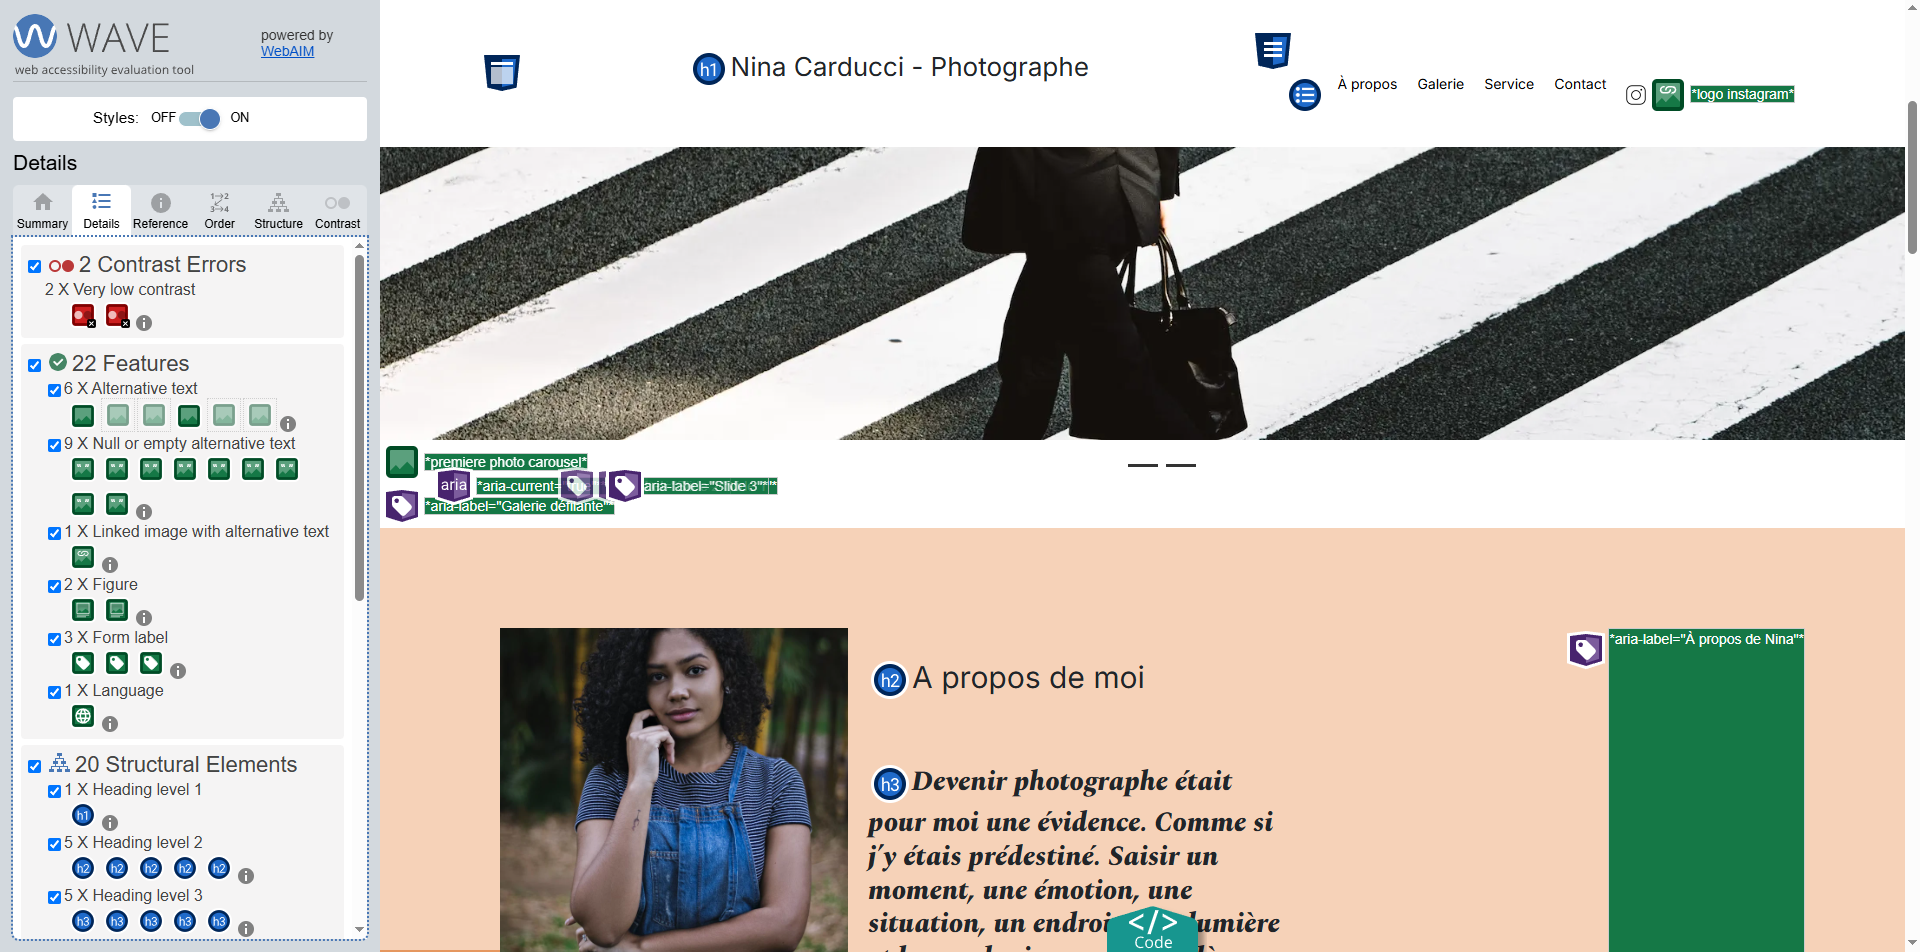 WAVE
web accessibility evaluation tool
powered by
WebAIM
Styles: OFF ON
Details
Summary Details Reference Order Structure Contrast
2 Contrast Errors
2 X Very low contrast
22 Features
6 X Alternative text
9 X Null or empty alternative text
1 X Linked image with alternative text
2 X Figure
3 X Form label
1 X Language
20 Structural Elements
1 X Heading level 1
h1
5 X Heading level 2
h2 h2 h2 h2 h2
5 X Heading level 3
h3 h3 h3 h3 h3
h1 Nina Carducci - Photographe
À propos Galerie Service Contact
*logo instagram*
*premiere photo carousel*
aria *aria-current= aria-label="Slide 3"*
*aria-label="Galerie défilante"*
h2 A propos de moi
*aria-label="À propos de Nina"*
h3 Devenir photographe était
pour moi une évidence. Comme si
j'y étais prédestiné. Saisir un
moment, une émotion, une
situation, un endroi lumière
</> Code